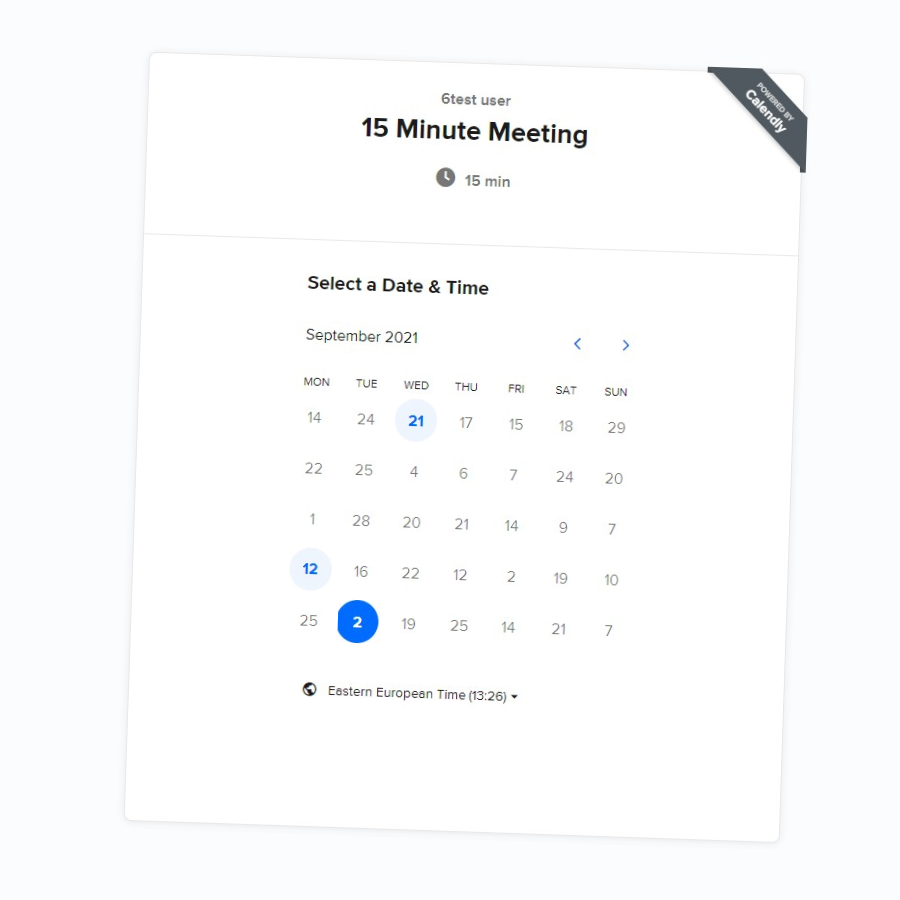 6test user
15 Minute Meeting
15 min
POWERED BY
Calendly
Select a Date & Time
September 2021
MON TUE WED THU FRI SAT SUN
14 24 21 17 15 18 29
22 25 4 6 7 24 20
1 28 20 21 14 9 7
12 16 22 12 2 19 10
25 2 19 25 14 21 7
Eastern European Time (13:26)